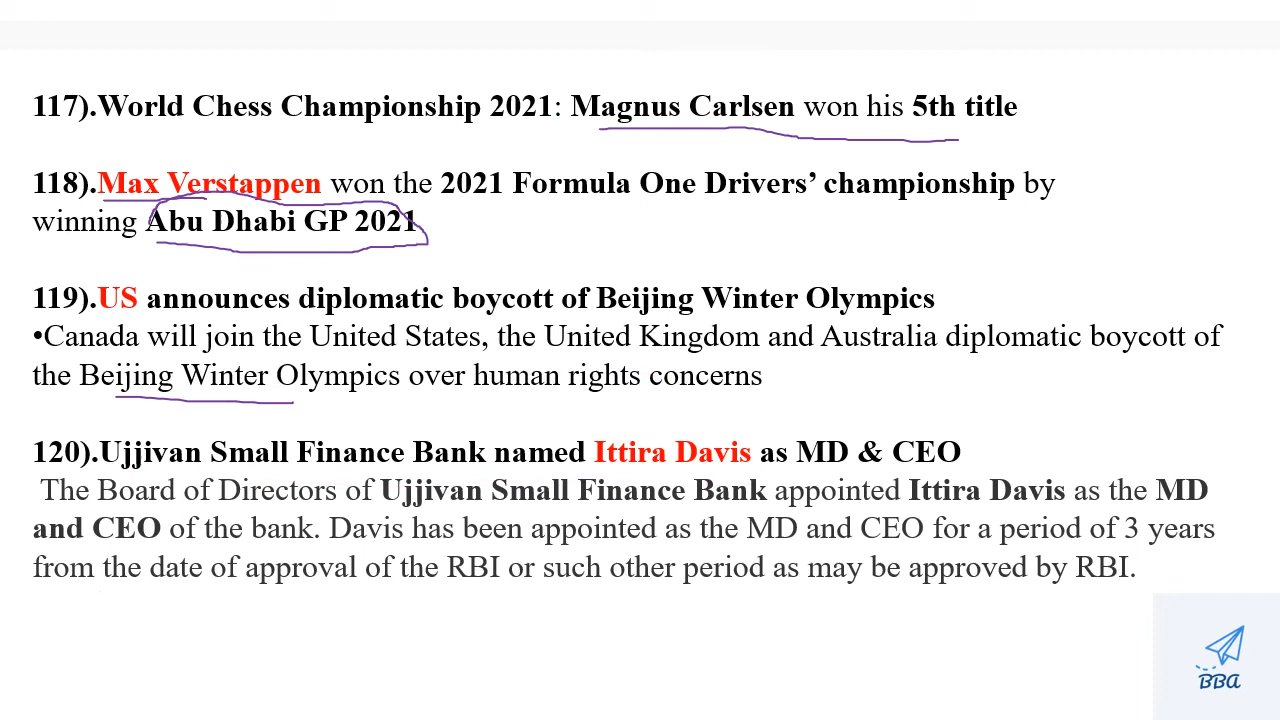 117).World Chess Championship 2021: Magnus Carlsen won his 5th title
118).Max Verstappen won the 2021 Formula One Drivers’ championship by
winning Abu Dhabi GP 2021
119).US announces diplomatic boycott of Beijing Winter Olympics
•Canada will join the United States, the United Kingdom and Australia diplomatic boycott of
the Beijing Winter Olympics over human rights concerns
120).Ujjivan Small Finance Bank named Ittira Davis as MD & CEO
The Board of Directors of Ujjivan Small Finance Bank appointed Ittira Davis as the MD
and CEO of the bank. Davis has been appointed as the MD and CEO for a period of 3 years
from the date of approval of the RBI or such other period as may be approved by RBI.
BBA